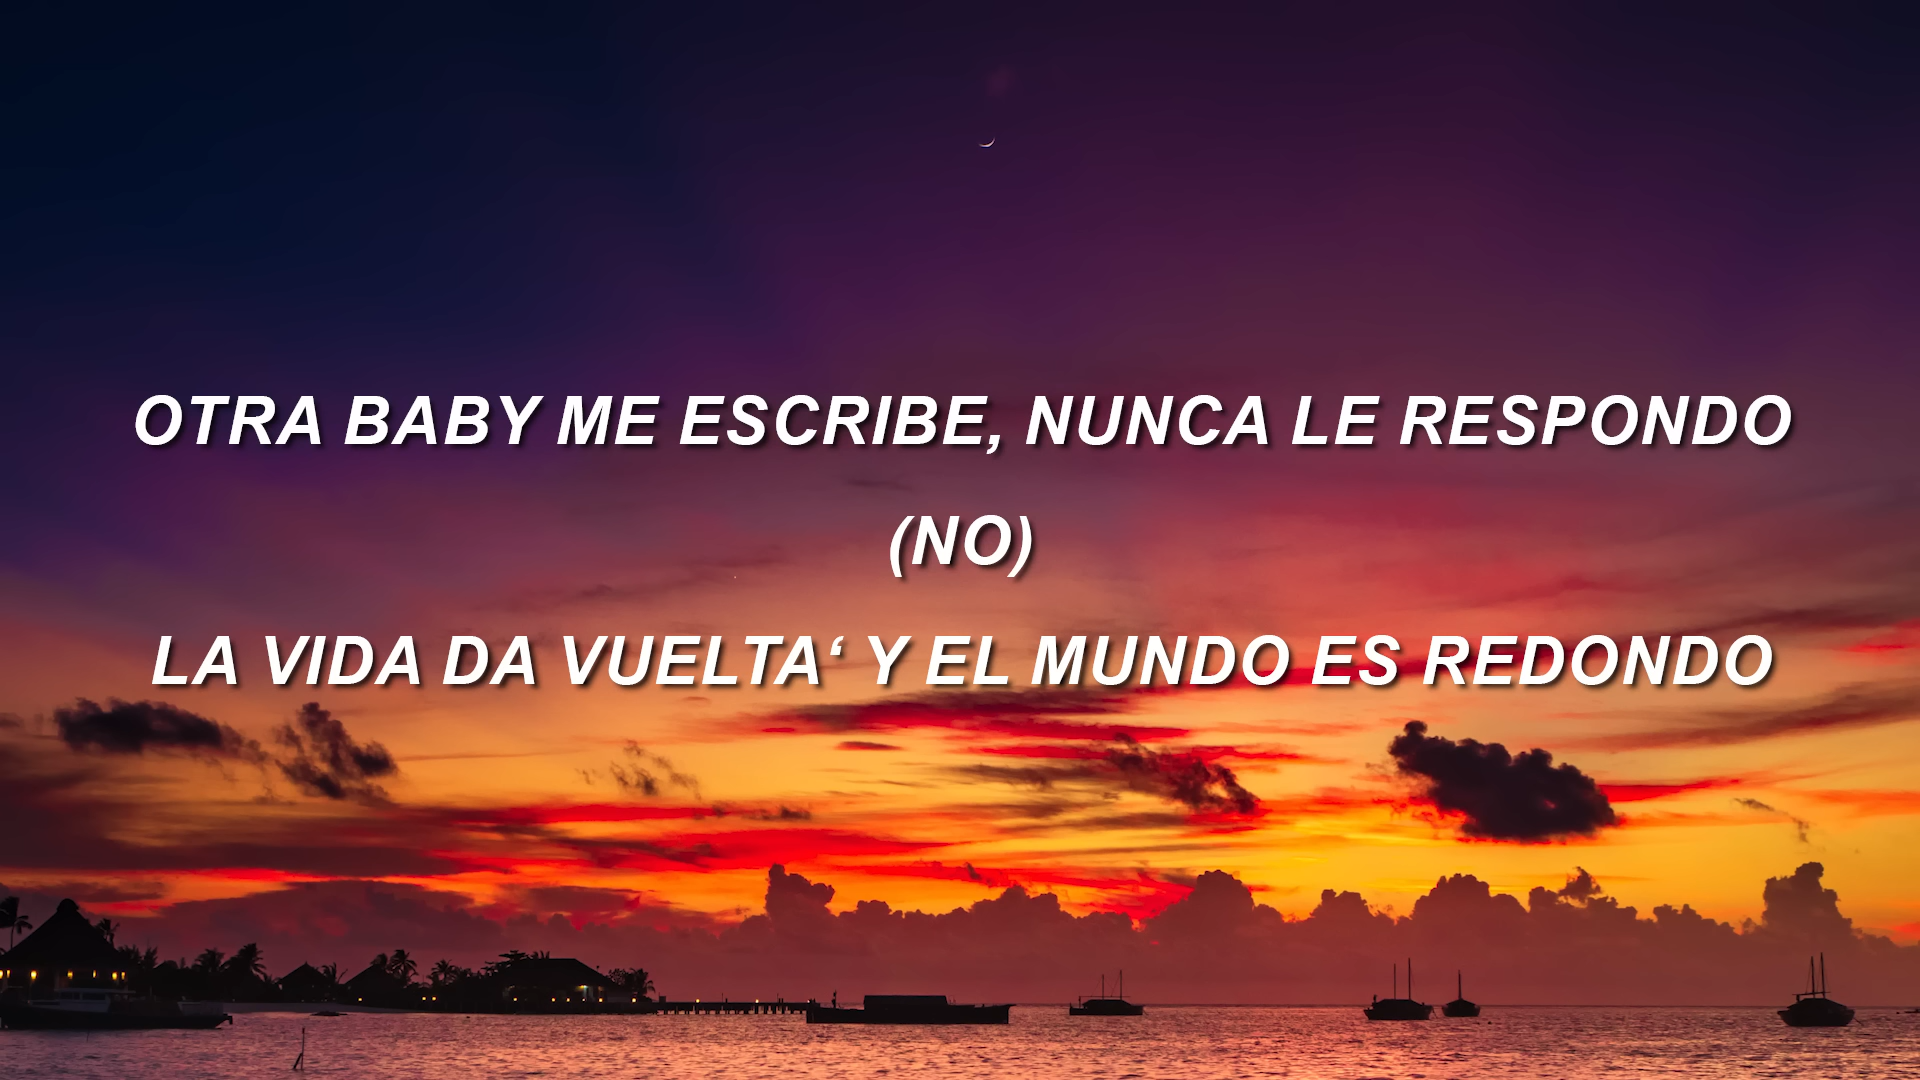 OTRA BABY ME ESCRIBE, NUNCA LE RESPONDO
(NO)
LA VIDA DA VUELTA‘ Y EL MUNDO ES REDONDO